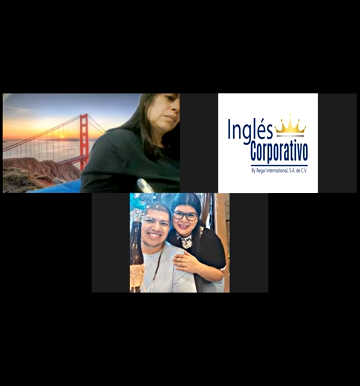 Inglés
Corporativo
By Regal International, S.A. de C.V.